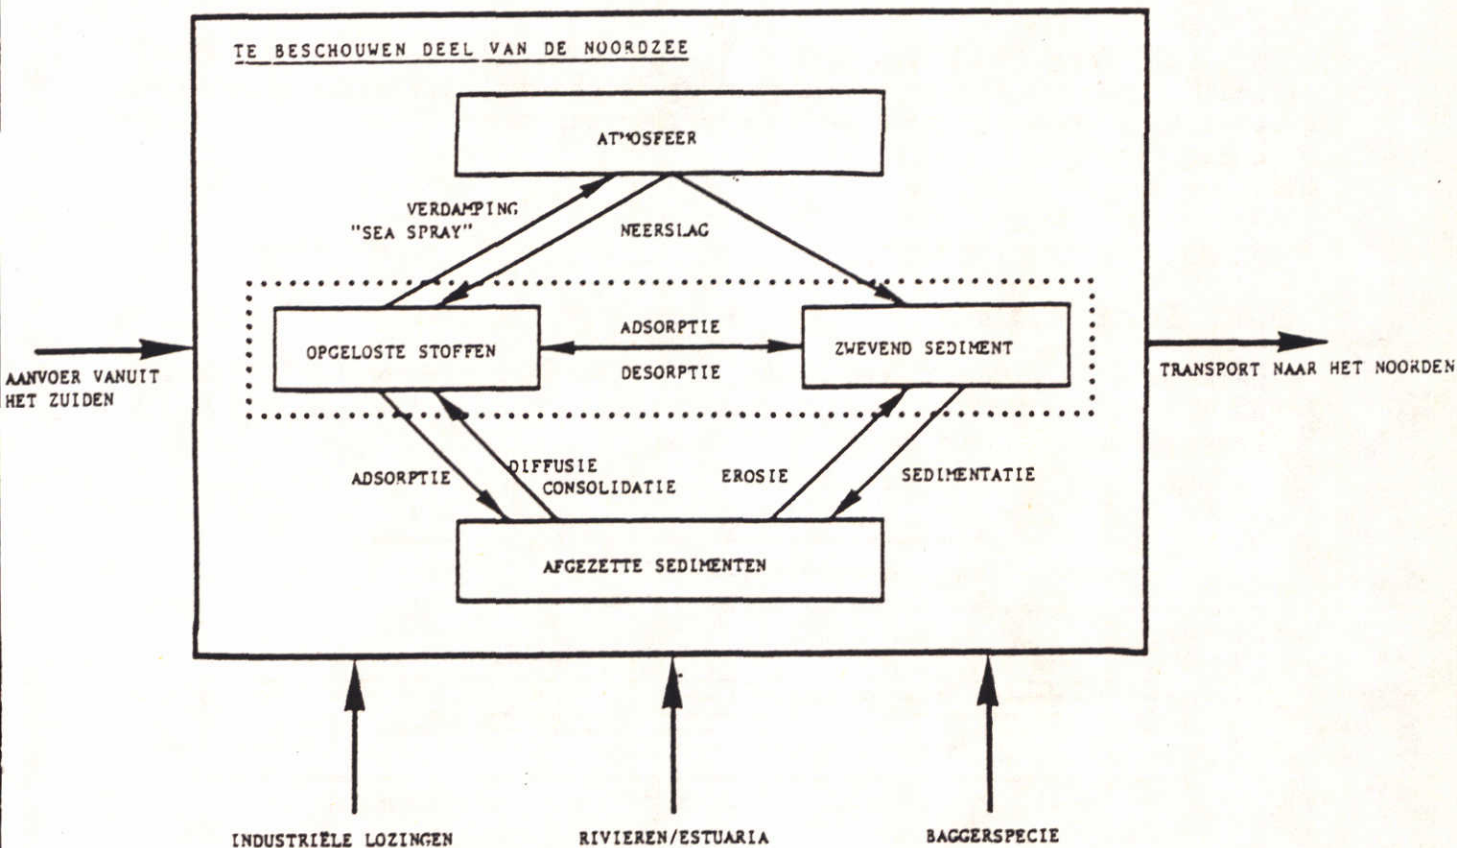 TE BESCHOUWEN DEEL VAN DE NOORDZEE
ATMOSFEER
VERDAMPING
"SEA SPRAY"
NEERSLAG
OPGELOSTE STOFFEN
ADSORPTIE
DESORPTIE
ZWEVEND SEDIMENT
AANVOER VANUIT
HET ZUIDEN
TRANSPORT NAAR HET NOORDEN
ADSORPTIE
DIFFUSIE
CONSOLIDATIE
EROSIE
SEDIMENTATIE
AFGEZETTE SEDIMENTEN
INDUSTRIËLE LOZINGEN
RIVIEREN/ESTUARIA
BAGGERSPECIE